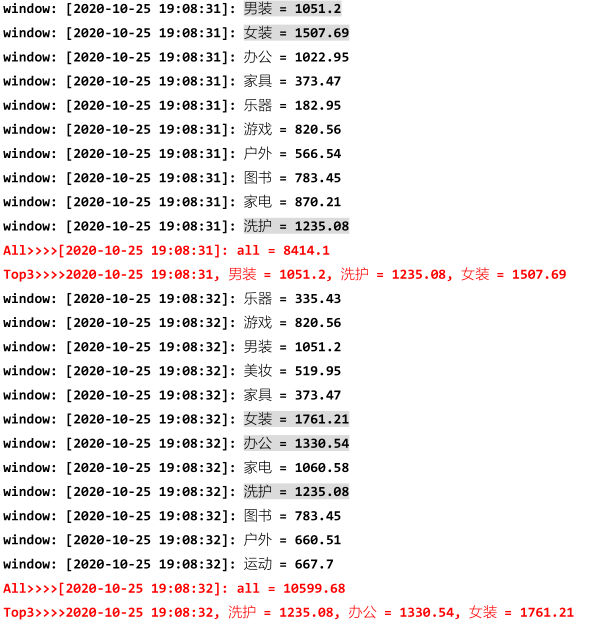 window: [2020-10-25 19:08:31]: 男装 = 1051.2
window: [2020-10-25 19:08:31]: 女装 = 1507.69
window: [2020-10-25 19:08:31]: 办公 = 1022.95
window: [2020-10-25 19:08:31]: 家具 = 373.47
window: [2020-10-25 19:08:31]: 乐器 = 182.95
window: [2020-10-25 19:08:31]: 游戏 = 820.56
window: [2020-10-25 19:08:31]: 户外 = 566.54
window: [2020-10-25 19:08:31]: 图书 = 783.45
window: [2020-10-25 19:08:31]: 家电 = 870.21
window: [2020-10-25 19:08:31]: 洗护 = 1235.08
All>>>>[2020-10-25 19:08:31]: all = 8414.1
Top3>>>>2020-10-25 19:08:31, 男装 = 1051.2, 洗护 = 1235.08, 女装 = 1507.69
window: [2020-10-25 19:08:32]: 乐器 = 335.43
window: [2020-10-25 19:08:32]: 游戏 = 820.56
window: [2020-10-25 19:08:32]: 男装 = 1051.2
window: [2020-10-25 19:08:32]: 美妆 = 519.95
window: [2020-10-25 19:08:32]: 家具 = 373.47
window: [2020-10-25 19:08:32]: 女装 = 1761.21
window: [2020-10-25 19:08:32]: 办公 = 1330.54
window: [2020-10-25 19:08:32]: 家电 = 1060.58
window: [2020-10-25 19:08:32]: 洗护 = 1235.08
window: [2020-10-25 19:08:32]: 图书 = 783.45
window: [2020-10-25 19:08:32]: 户外 = 660.51
window: [2020-10-25 19:08:32]: 运动 = 667.7
All>>>>[2020-10-25 19:08:32]: all = 10599.68
Top3>>>>2020-10-25 19:08:32, 洗护 = 1235.08, 办公 = 1330.54, 女装 = 1761.21